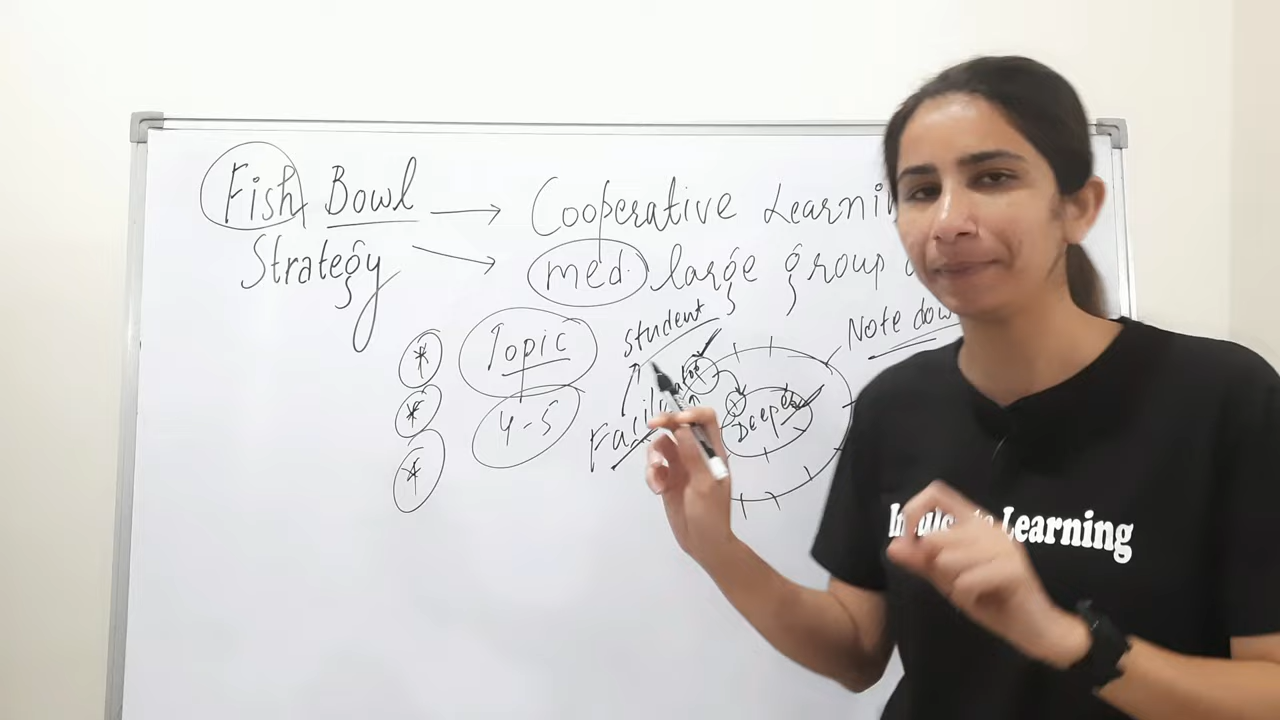 Fish Bowl → Cooperative Learnin
Strategy → med. large group
Topic
student
Note dow
4-5
Facilitator
Deeper
Learning